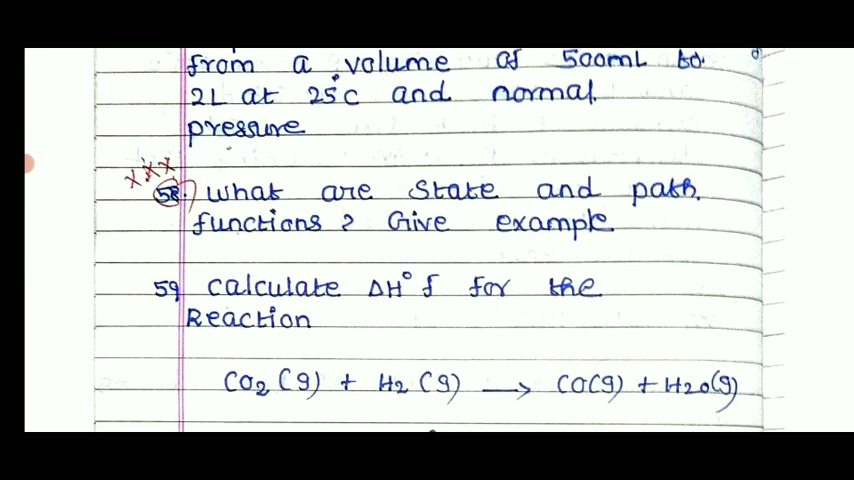 from a volume of 500mL to
2L at 25°C and normal
pressure
xxx
58. What are state and path
functions? Give example
59 calculate ΔH°f for the
Reaction
CO2(g) + H2(g) → CO(g) + H2O(g)